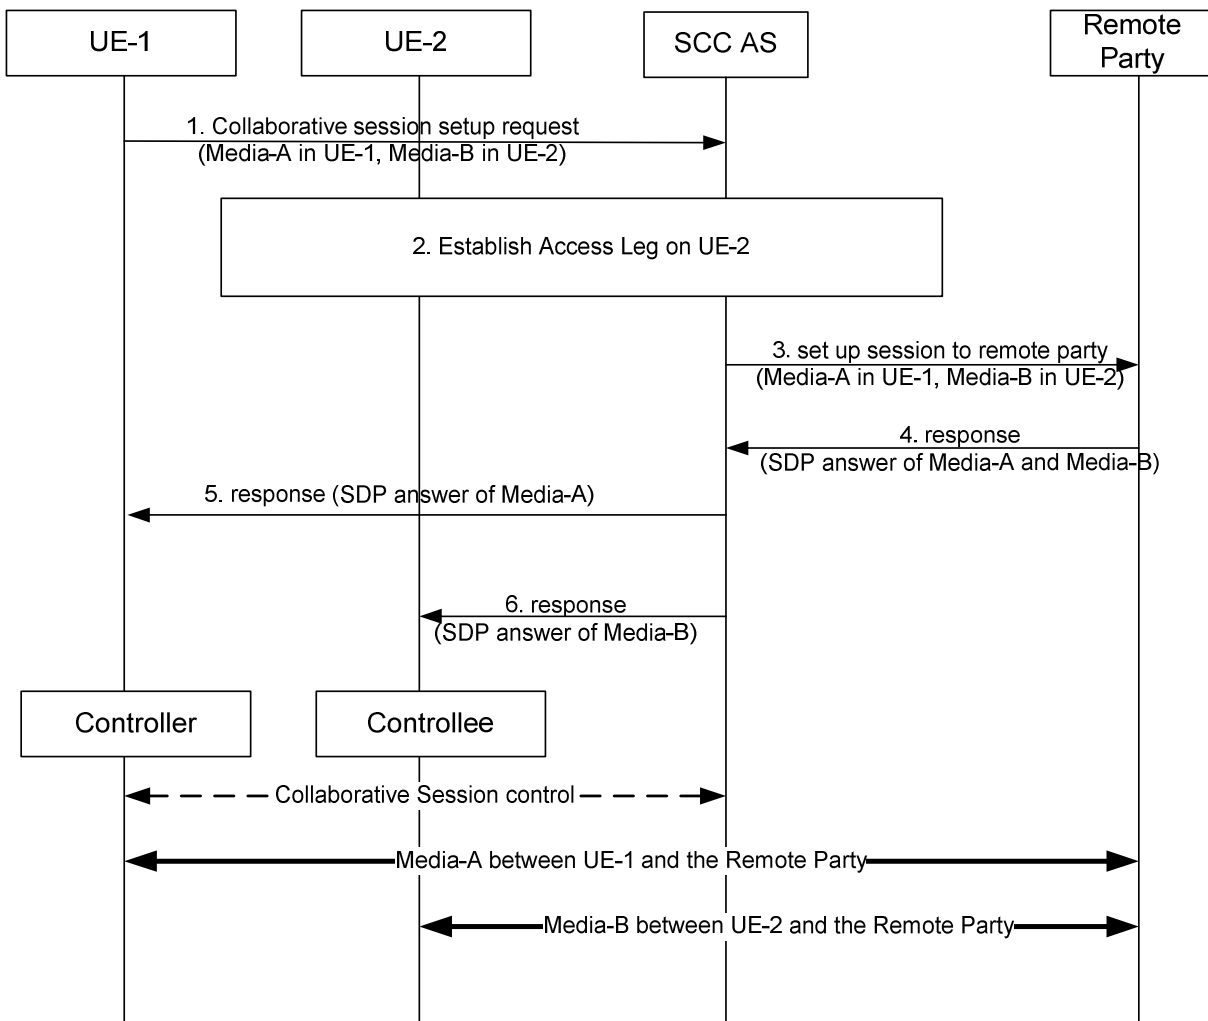 UE-1
UE-2
SCC AS
Remote
Party
1. Collaborative session setup request
(Media-A in UE-1, Media-B in UE-2)
2. Establish Access Leg on UE-2
3. set up session to remote party
(Media-A in UE-1, Media-B in UE-2)
4. response
(SDP answer of Media-A and Media-B)
5. response (SDP answer of Media-A)
6. response
(SDP answer of Media-B)
Controller
Controllee
Collaborative Session control
Media-A between UE-1 and the Remote Party
Media-B between UE-2 and the Remote Party